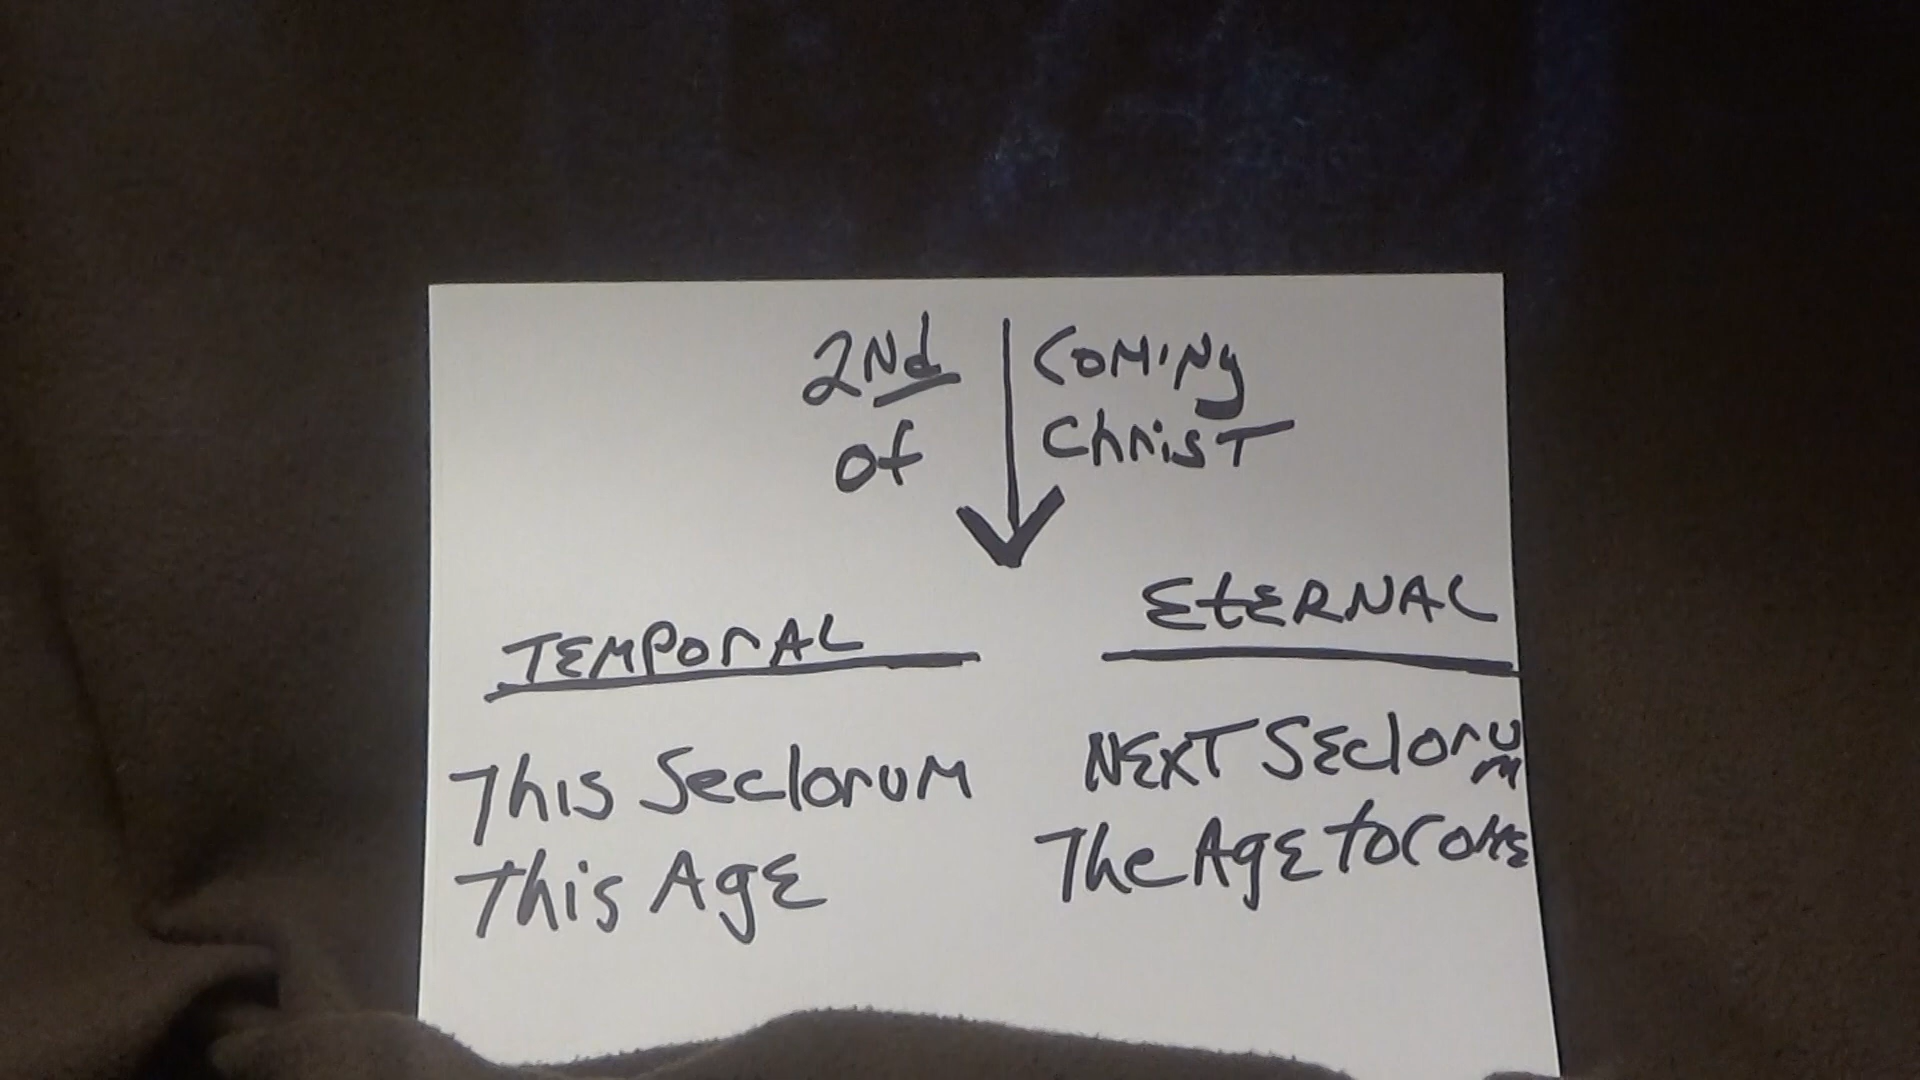 2Nd Coming
of Christ
TEMPOrAL
EtERNAL
This SeclorUM
NEXT SEclorUM
This AgE
The AgE to ComE